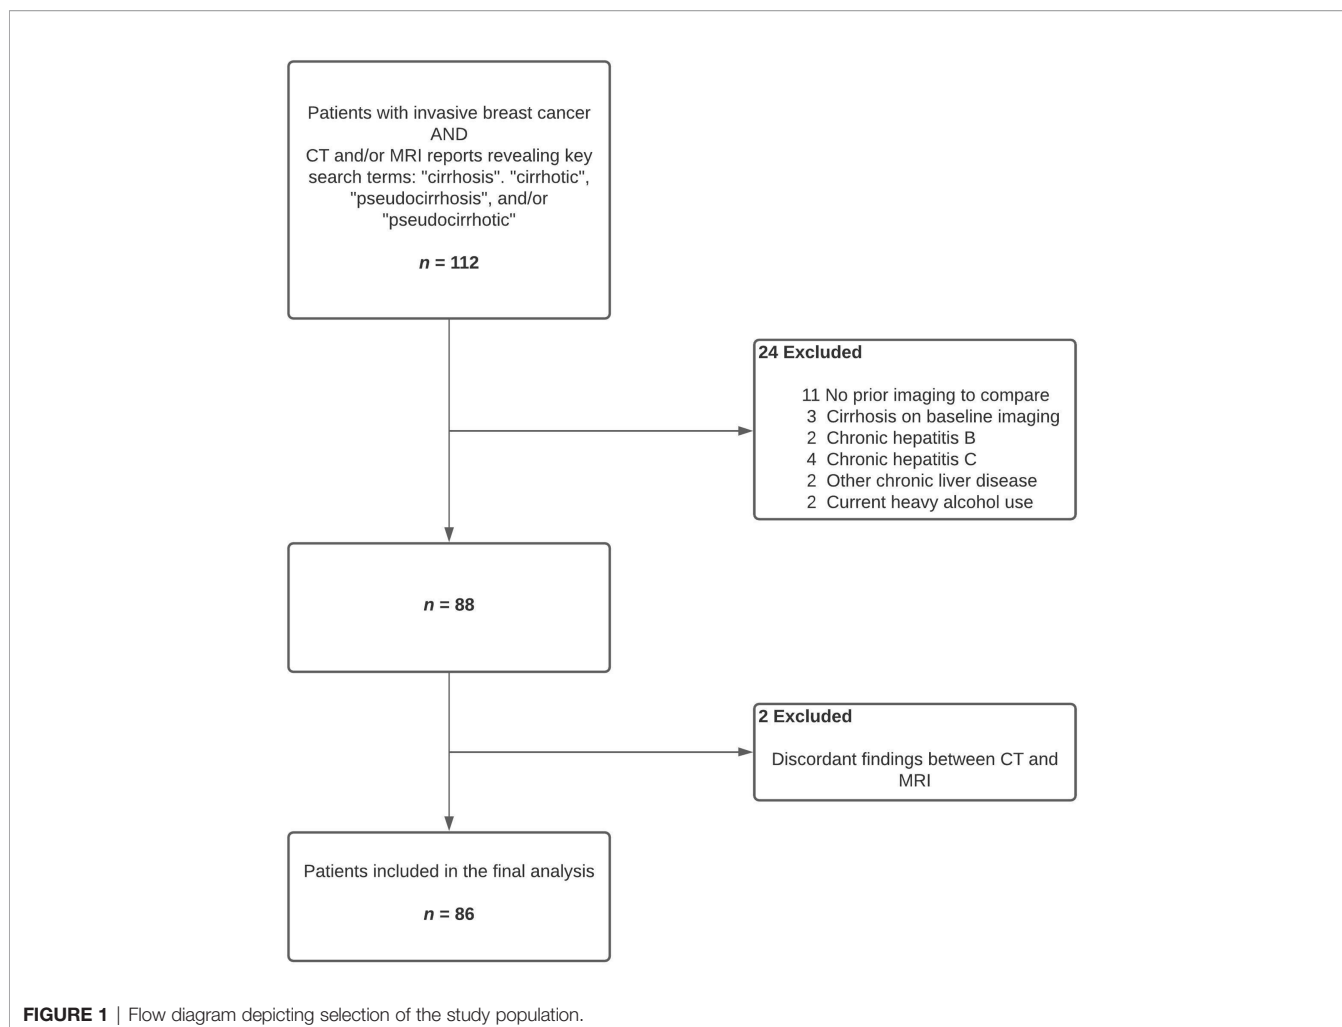 Patients with invasive breast cancer
AND
CT and/or MRI reports revealing key
search terms: "cirrhosis". "cirrhotic",
"pseudocirrhosis", and/or
"pseudocirrhotic"
n = 112
24 Excluded
11 No prior imaging to compare
3 Cirrhosis on baseline imaging
2 Chronic hepatitis B
4 Chronic hepatitis C
2 Other chronic liver disease
2 Current heavy alcohol use
n = 88
2 Excluded
Discordant findings between CT and
MRI
Patients included in the final analysis
n = 86
FIGURE 1 | Flow diagram depicting selection of the study population.